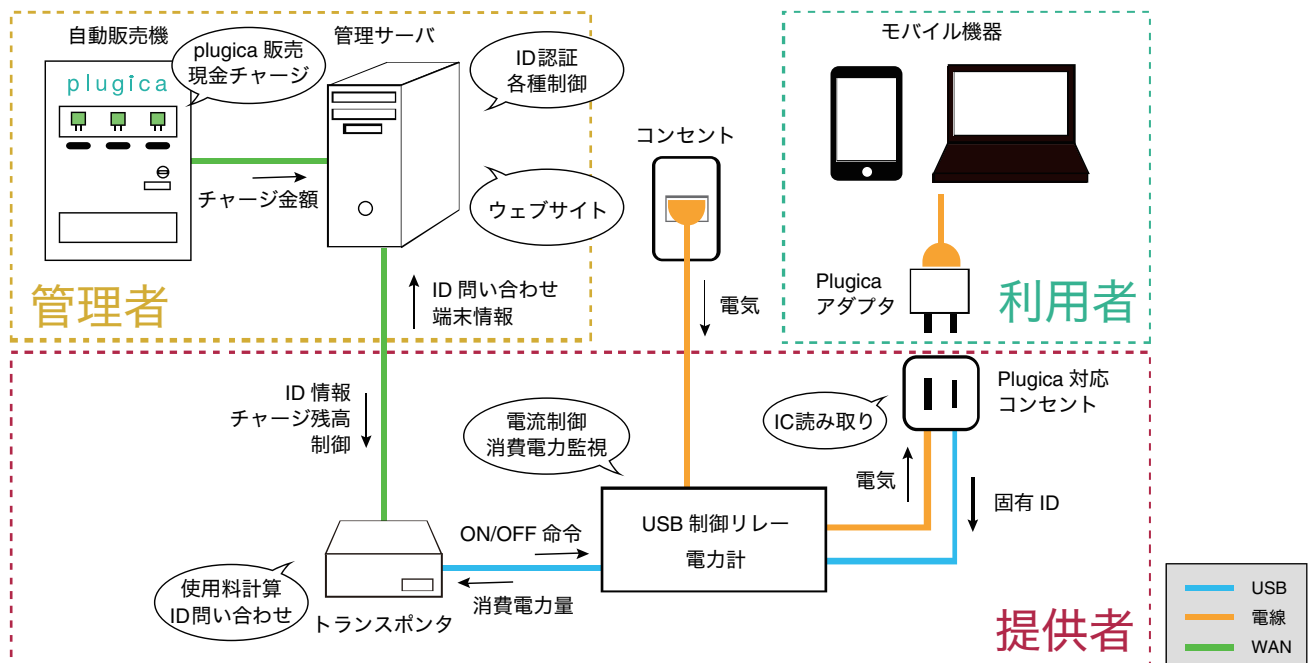 自動販売機
plugica 販売
現金チャージ
plugica
管理サーバ
ID認証
各種制御
チャージ金額
ウェブサイト
管理者
ID 問い合わせ
端末情報
コンセント
電気
モバイル機器
Plugica
アダプタ
利用者
ID 情報
チャージ残高
制御
電流制御
消費電力監視
IC読み取り
Plugica 対応
コンセント
電気
固有 ID
USB 制御リレー
電力計
ON/OFF 命令
消費電力量
使用料計算
ID問い合わせ
トランスポンタ
提供者
USB
電線
WAN